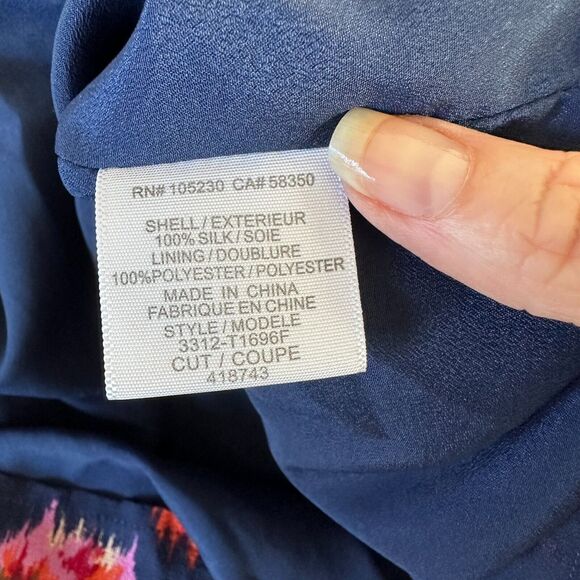 RN# 105230 CA# 58350
SHELL / EXTERIEUR
100% SILK / SOIE
LINING / DOUBLURE
100%POLYESTER / POLYESTER
MADE IN CHINA
FABRIQUE EN CHINE
STYLE / MODELE
3312-T1696F
CUT / COUPE
418743